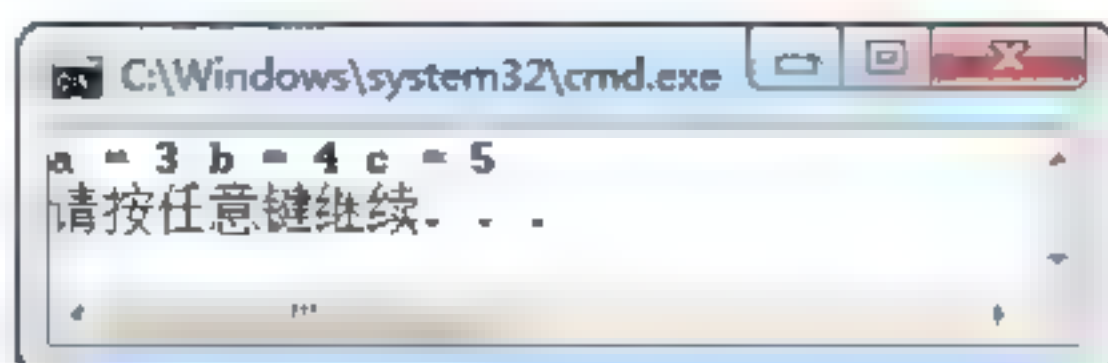 C:\Windows\system32\cmd.exe
a = 3 b = 4 c = 5
请按任意键继续. . .